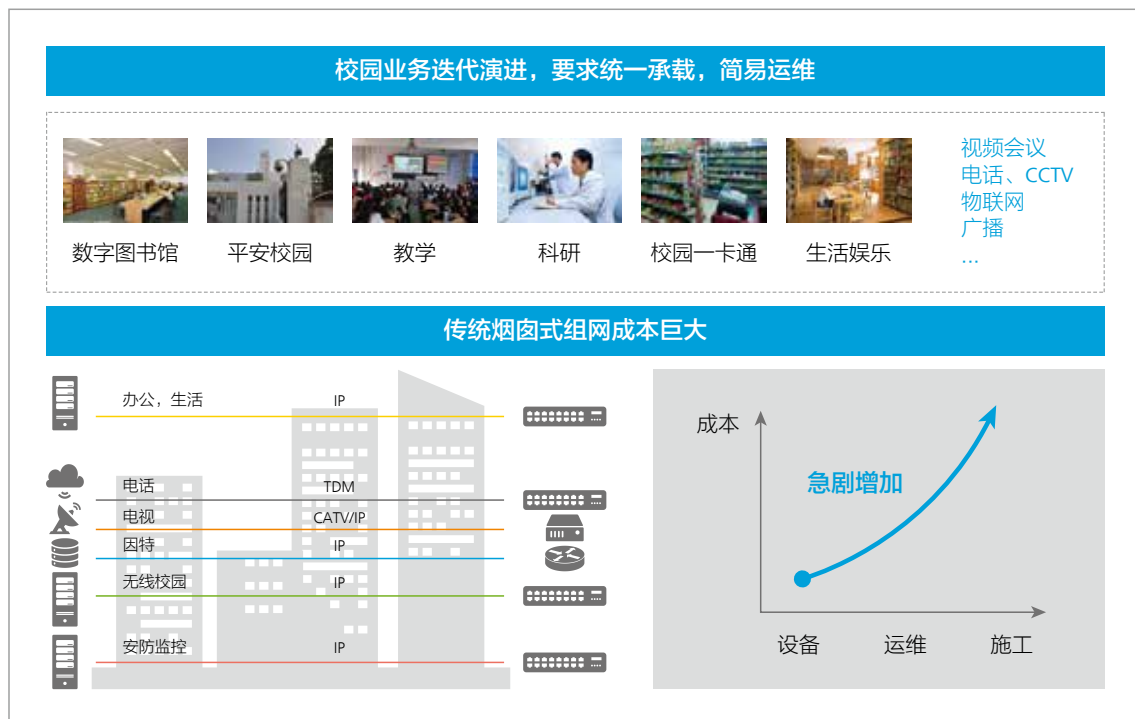 校园业务迭代演进，要求统一承载，简易运维
数字图书馆
平安校园
教学
科研
校园一卡通
生活娱乐
视频会议
电话、CCTV
物联网
广播
...
传统烟囱式组网成本巨大
办公，生活 IP
电话 TDM
电视 CATV/IP
因特 IP
无线校园 IP
安防监控 IP
成本
急剧增加
设备 运维 施工